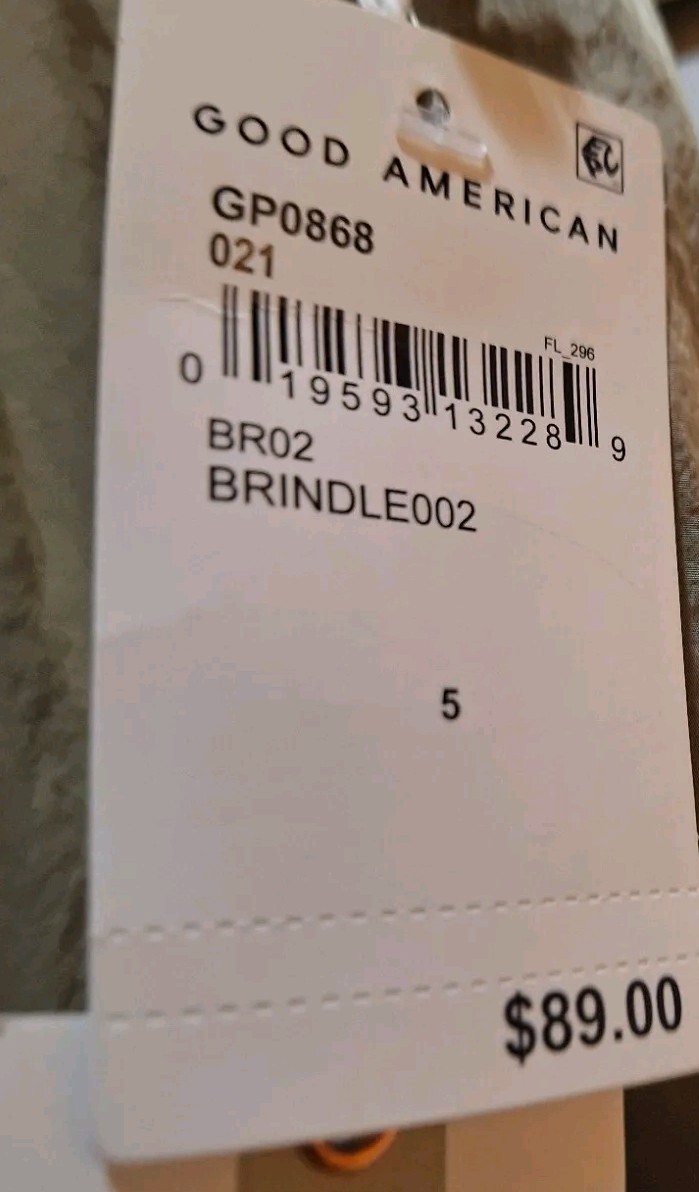 GOOD AMERICAN
GP0868
021
FL_296
0 19593 13228 9
BR02
BRINDLE002
5
$89.00